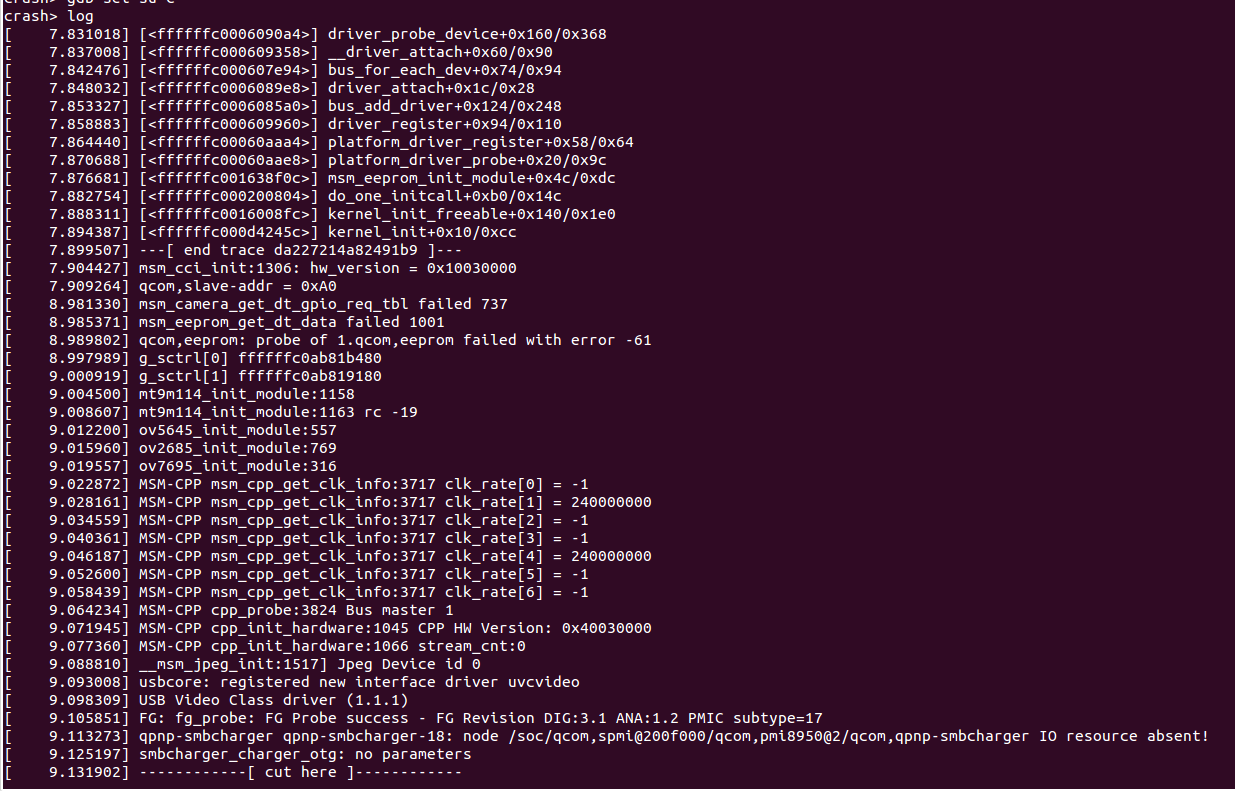 crash> gdb set sd c
crash> log
[    7.831018] [<ffffffc0006090a4>] driver_probe_device+0x160/0x368
[    7.837008] [<ffffffc000609358>] __driver_attach+0x60/0x90
[    7.842476] [<ffffffc000607e94>] bus_for_each_dev+0x74/0x94
[    7.848032] [<ffffffc0006089e8>] driver_attach+0x1c/0x28
[    7.853327] [<ffffffc0006085a0>] bus_add_driver+0x124/0x248
[    7.858883] [<ffffffc000609960>] driver_register+0x94/0x110
[    7.864440] [<ffffffc00060aaa4>] platform_driver_register+0x58/0x64
[    7.870688] [<ffffffc00060aae8>] platform_driver_probe+0x20/0x9c
[    7.876681] [<ffffffc001638f0c>] msm_eeprom_init_module+0x4c/0xdc
[    7.882754] [<ffffffc000200804>] do_one_initcall+0xb0/0x14c
[    7.888311] [<ffffffc0016008fc>] kernel_init_freeable+0x140/0x1e0
[    7.894387] [<ffffffc000d4245c>] kernel_init+0x10/0xcc
[    7.899507] ---[ end trace da227214a82491b9 ]---
[    7.904427] msm_cci_init:1306: hw_version = 0x10030000
[    7.909264] qcom,slave-addr = 0xA0
[    8.981330] msm_camera_get_dt_gpio_req_tbl failed 737
[    8.985371] msm_eeprom_get_dt_data failed 1001
[    8.989802] qcom,eeprom: probe of 1.qcom,eeprom failed with error -61
[    8.997989] g_sctrl[0] ffffffc0ab81b480
[    9.000919] g_sctrl[1] ffffffc0ab819180
[    9.004500] mt9m114_init_module:1158
[    9.008607] mt9m114_init_module:1163 rc -19
[    9.012200] ov5645_init_module:557
[    9.015960] ov2685_init_module:769
[    9.019557] ov7695_init_module:316
[    9.022872] MSM-CPP msm_cpp_get_clk_info:3717 clk_rate[0] = -1
[    9.028161] MSM-CPP msm_cpp_get_clk_info:3717 clk_rate[1] = 240000000
[    9.034559] MSM-CPP msm_cpp_get_clk_info:3717 clk_rate[2] = -1
[    9.040361] MSM-CPP msm_cpp_get_clk_info:3717 clk_rate[3] = -1
[    9.046187] MSM-CPP msm_cpp_get_clk_info:3717 clk_rate[4] = 240000000
[    9.052600] MSM-CPP msm_cpp_get_clk_info:3717 clk_rate[5] = -1
[    9.058439] MSM-CPP msm_cpp_get_clk_info:3717 clk_rate[6] = -1
[    9.064234] MSM-CPP cpp_probe:3824 Bus master 1
[    9.071945] MSM-CPP cpp_init_hardware:1045 CPP HW Version: 0x40030000
[    9.077360] MSM-CPP cpp_init_hardware:1066 stream_cnt:0
[    9.088810] __msm_jpeg_init:1517] Jpeg Device id 0
[    9.093008] usbcore: registered new interface driver uvcvideo
[    9.098309] USB Video Class driver (1.1.1)
[    9.105851] FG: fg_probe: FG Probe success - FG Revision DIG:3.1 ANA:1.2 PMIC subtype=17
[    9.113273] qpnp-smbcharger qpnp-smbcharger-18: node /soc/qcom,spmi@200f000/qcom,pmi8950@2/qcom,qpnp-smbcharger IO resource absent!
[    9.125197] smbcharger_charger_otg: no parameters
[    9.131902] ------------[ cut here ]------------